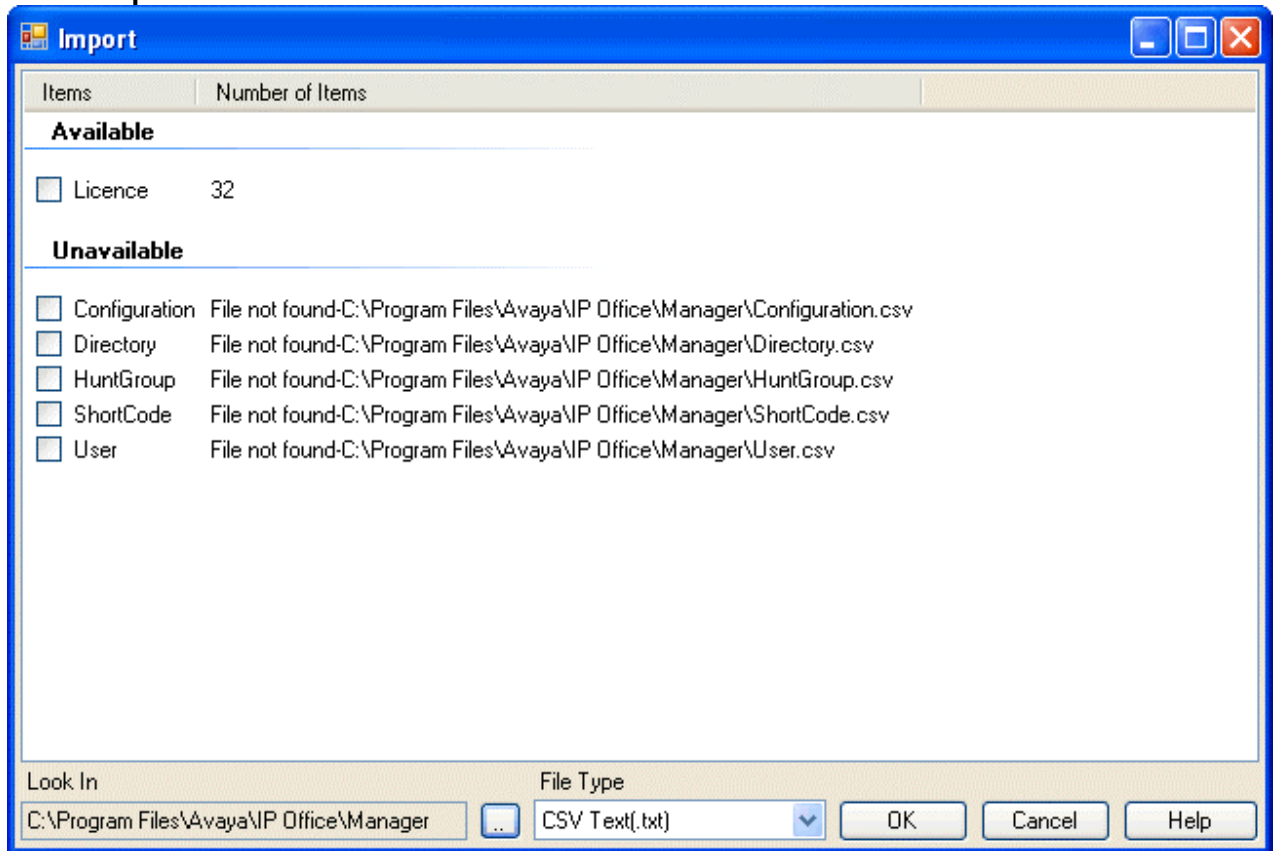 Import
Items Number of Items
Available
Licence 32
Unavailable
Configuration File not found-C:\Program Files\Avaya\IP Office\Manager\Configuration.csv
Directory File not found-C:\Program Files\Avaya\IP Office\Manager\Directory.csv
HuntGroup File not found-C:\Program Files\Avaya\IP Office\Manager\HuntGroup.csv
ShortCode File not found-C:\Program Files\Avaya\IP Office\Manager\ShortCode.csv
User File not found-C:\Program Files\Avaya\IP Office\Manager\User.csv
Look In File Type
C:\Program Files\Avaya\IP Office\Manager .. CSV Text(.txt) OK Cancel Help